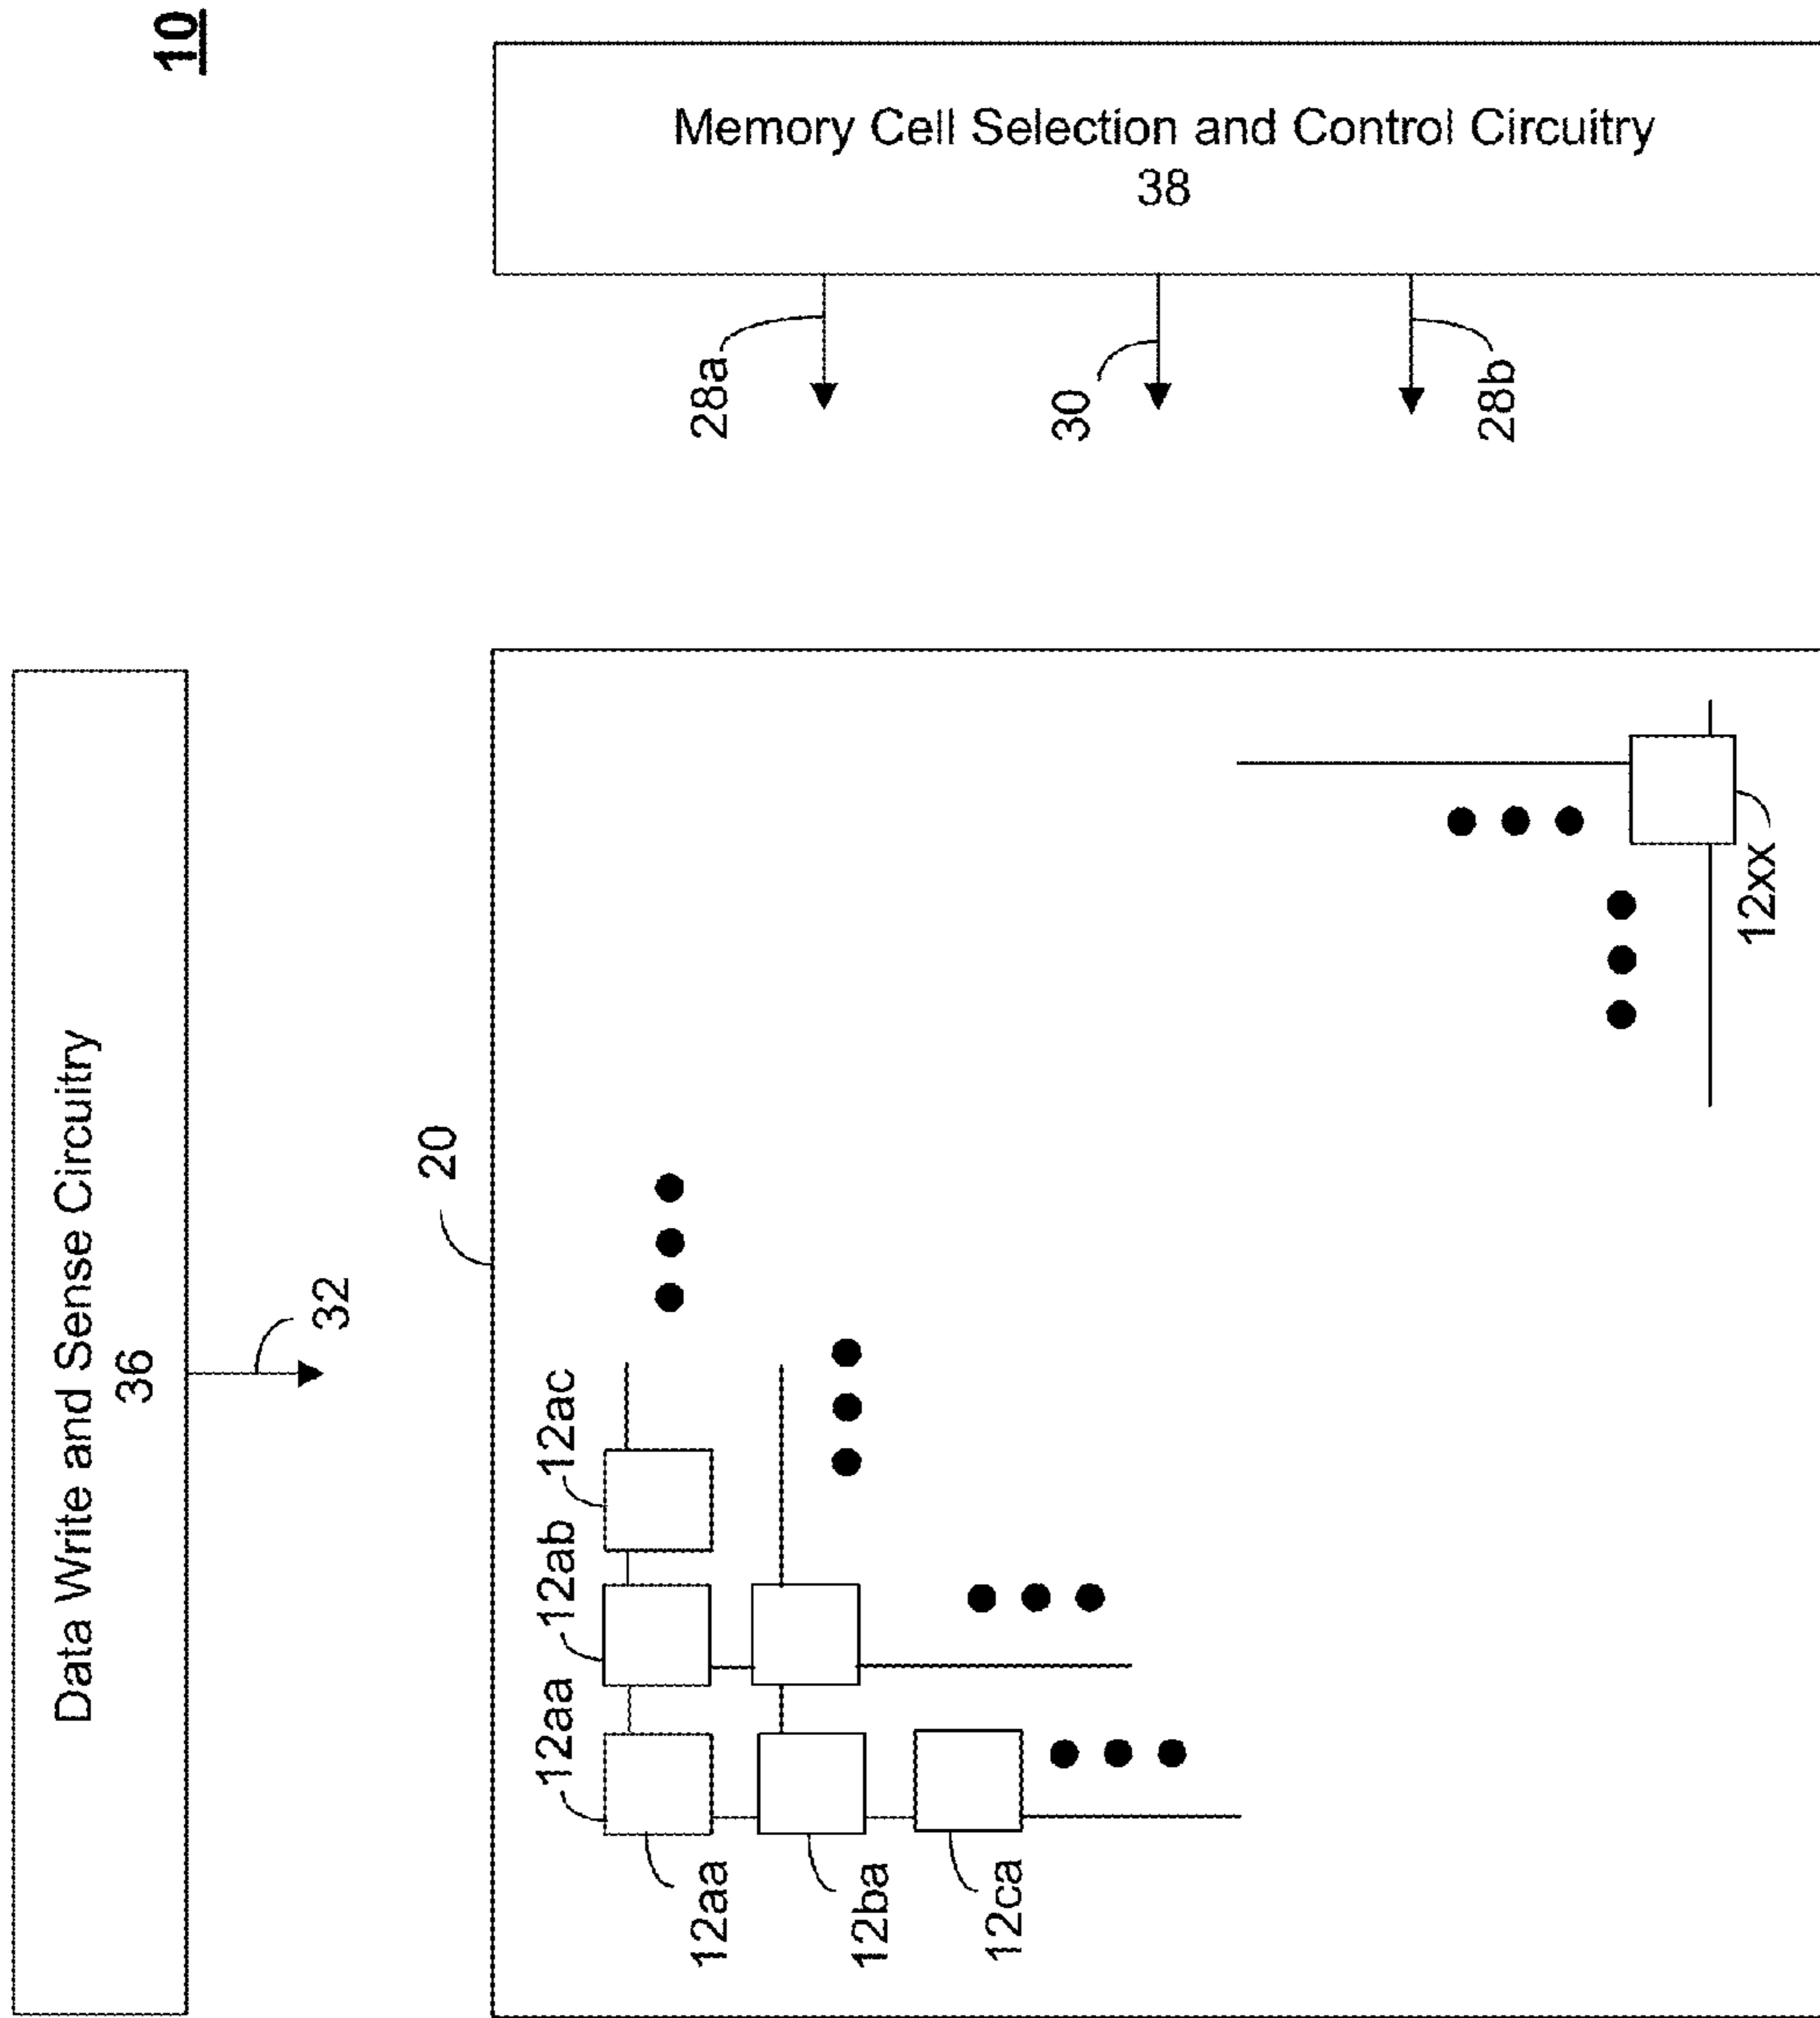 Data Write and Sense Circuitry
36
10
32
20
12aa
12ab
12ac
12aa
12ba
12ca
12xx
28a
30
28b
Memory Cell Selection and Control Circuitry
38